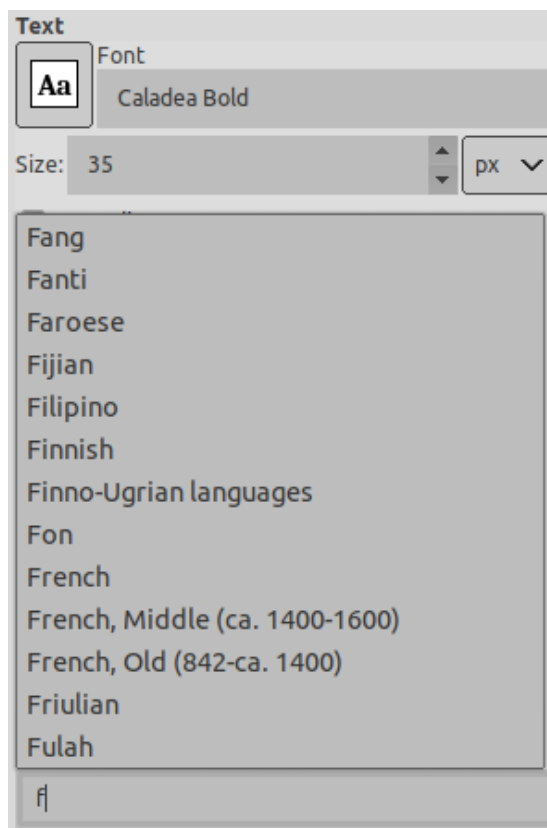 Text
Font
Aa
Caladea Bold
Size: 35 px
Fang
Fanti
Faroese
Fijian
Filipino
Finnish
Finno-Ugrian languages
Fon
French
French, Middle (ca. 1400-1600)
French, Old (842-ca. 1400)
Friulian
Fulah
f